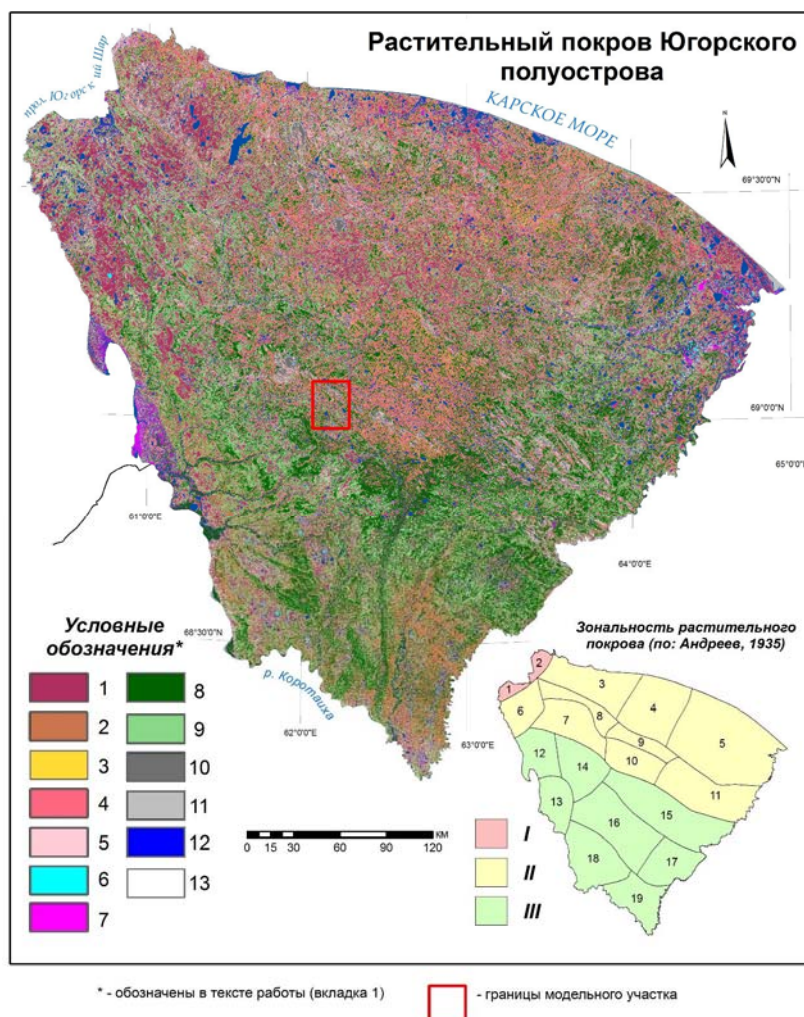 Растительный покров Югорского
полуострова
прол. Югорский Шар
КАРСКОЕ МОРЕ
N
69°30'0"N
69°0'0"N
65°0'0"
61°0'0"E
64°0'0"E
68°30'0"N
р. Коротаиха
62°0'0"E
63°0'0"E
Условные
обозначения*
1
2
3
4
5
6
7
8
9
10
11
12
13
0 15 30 60 90 120
КМ
Зональность растительного
покрова (по: Андреев, 1935)
2
1
3
4
5
6
7
8
9
10
11
12
13
14
15
16
17
18
19
I
II
III
* - обозначены в тексте работы (вкладка 1)
- границы модельного участка